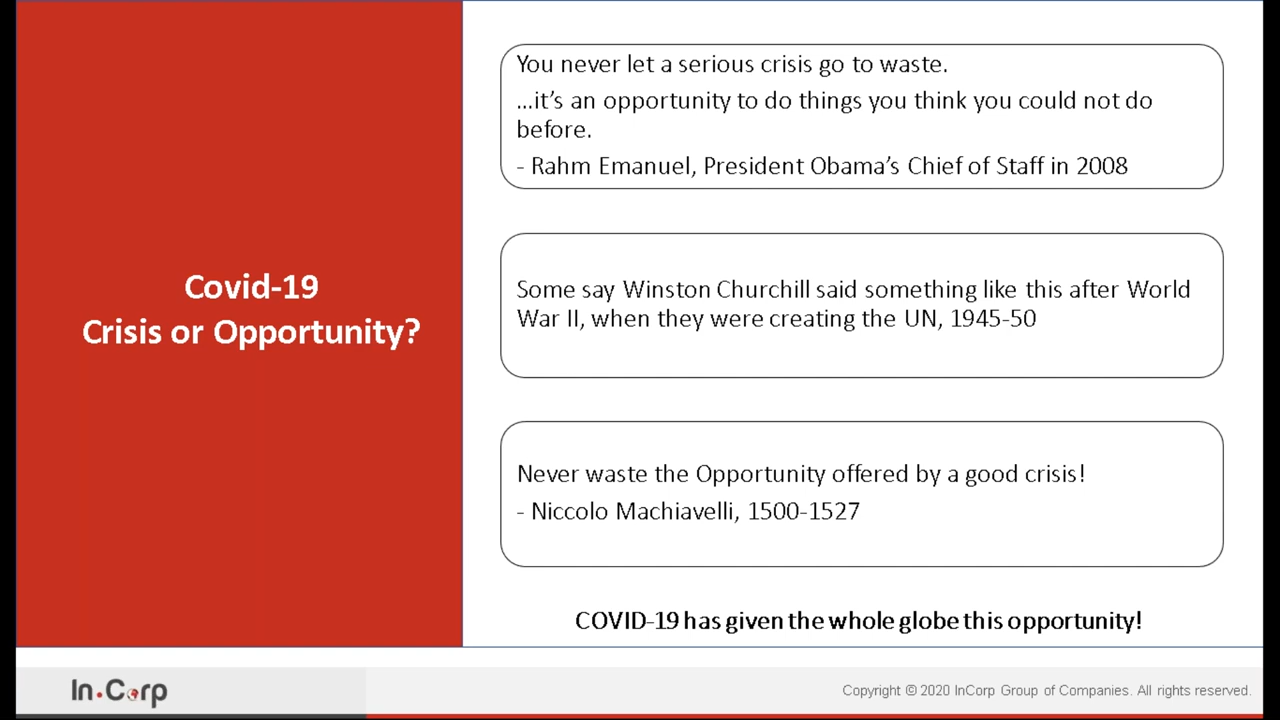 Covid-19
Crisis or Opportunity?
You never let a serious crisis go to waste.
...it’s an opportunity to do things you think you could not do
before.
- Rahm Emanuel, President Obama’s Chief of Staff in 2008
Some say Winston Churchill said something like this after World
War II, when they were creating the UN, 1945-50
Never waste the Opportunity offered by a good crisis!
- Niccolo Machiavelli, 1500-1527
COVID-19 has given the whole globe this opportunity!
In.Corp
Copyright © 2020 InCorp Group of Companies. All rights reserved.